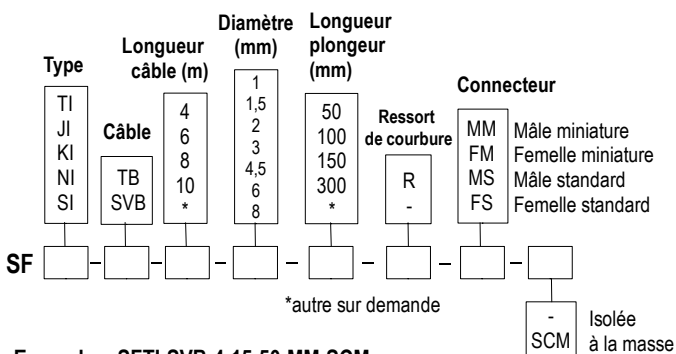 Type
TI
JI
KI
NI
SI
Câble
TB
SVB
Longueur
câble (m)
4
6
8
10
*
Diamètre
(mm)
1
1,5
2
3
4,5
6
8
Longueur
plongeur
(mm)
50
100
150
300
*
Ressort
de courbure
R
-
Connecteur
MM Mâle miniature
FM Femelle miniature
MS Mâle standard
FS Femelle standard
SF - - - - - - -
*autre sur demande
- Isolée
SCM à la masse